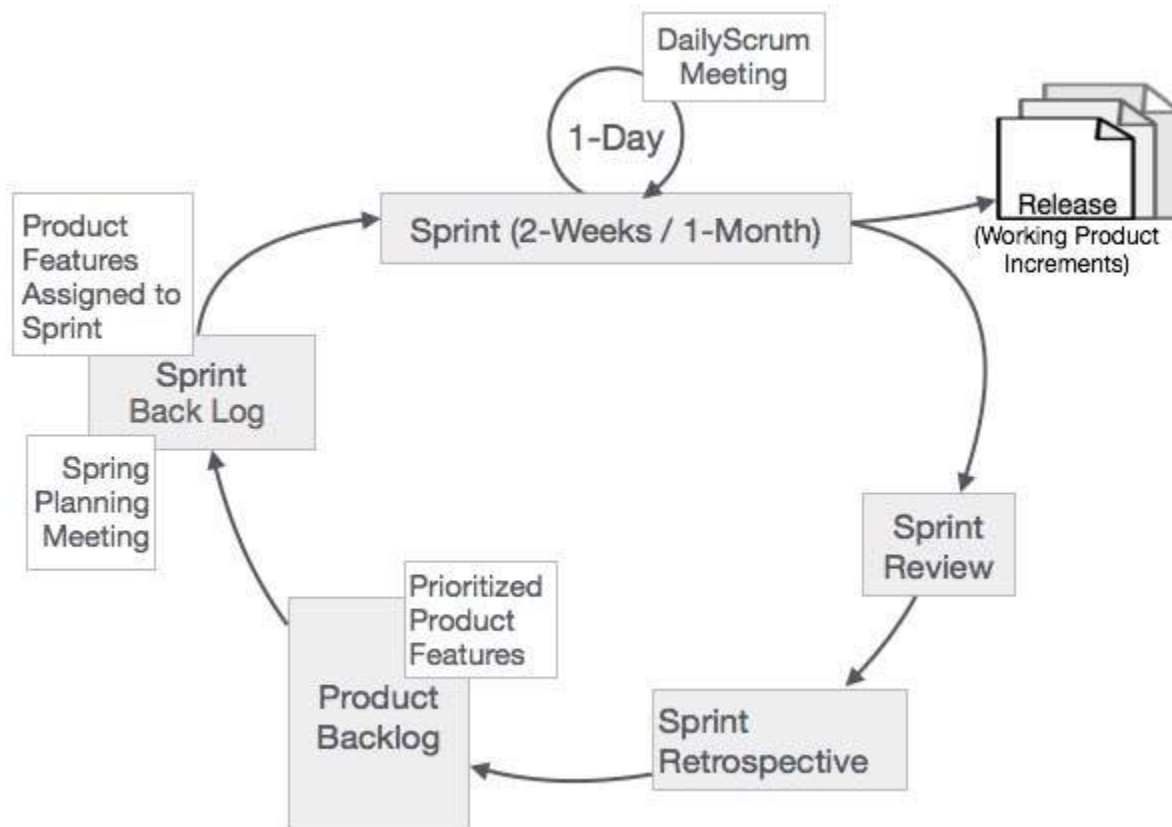 DailyScrum
Meeting
1-Day
Sprint (2-Weeks / 1-Month)
Release
(Working Product
Increments)
Product
Features
Assigned to
Sprint
Sprint
Back Log
Spring
Planning
Meeting
Sprint
Review
Prioritized
Product
Features
Product
Backlog
Sprint
Retrospective